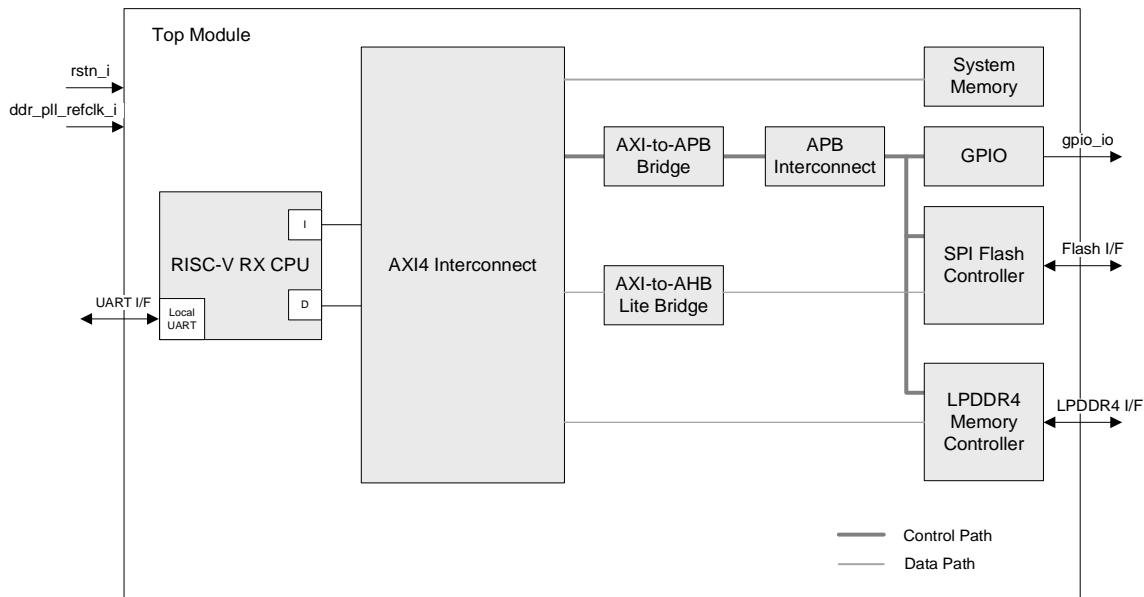 Top Module
rstn_i
ddr_pll_refclk_i
System
Memory
AXI-to-APB
Bridge
APB
Interconnect
GPIO
gpio_io
I
RISC-V RX CPU
D
Local
UART
UART I/F
AXI4 Interconnect
AXI-to-AHB
Lite Bridge
SPI Flash
Controller
Flash I/F
LPDDR4
Memory
Controller
LPDDR4 I/F
Control Path
Data Path